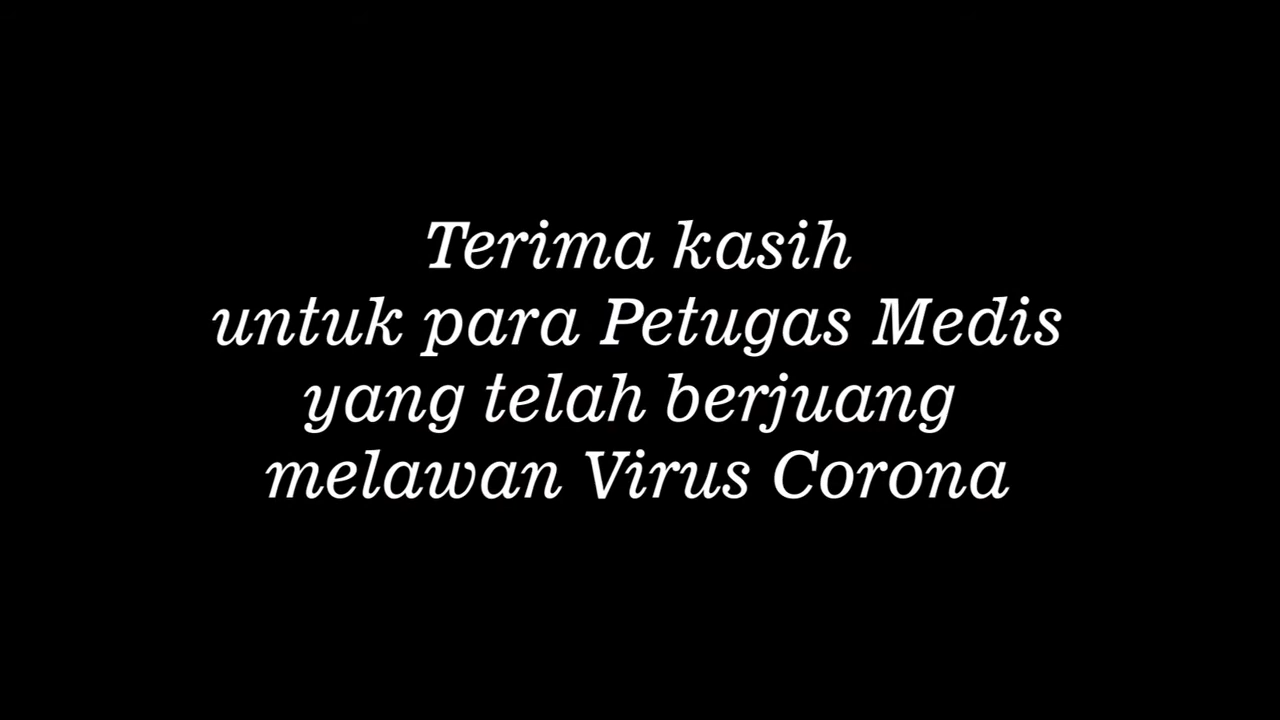 Terima kasih
untuk para Petugas Medis
yang telah berjuang
melawan Virus Corona